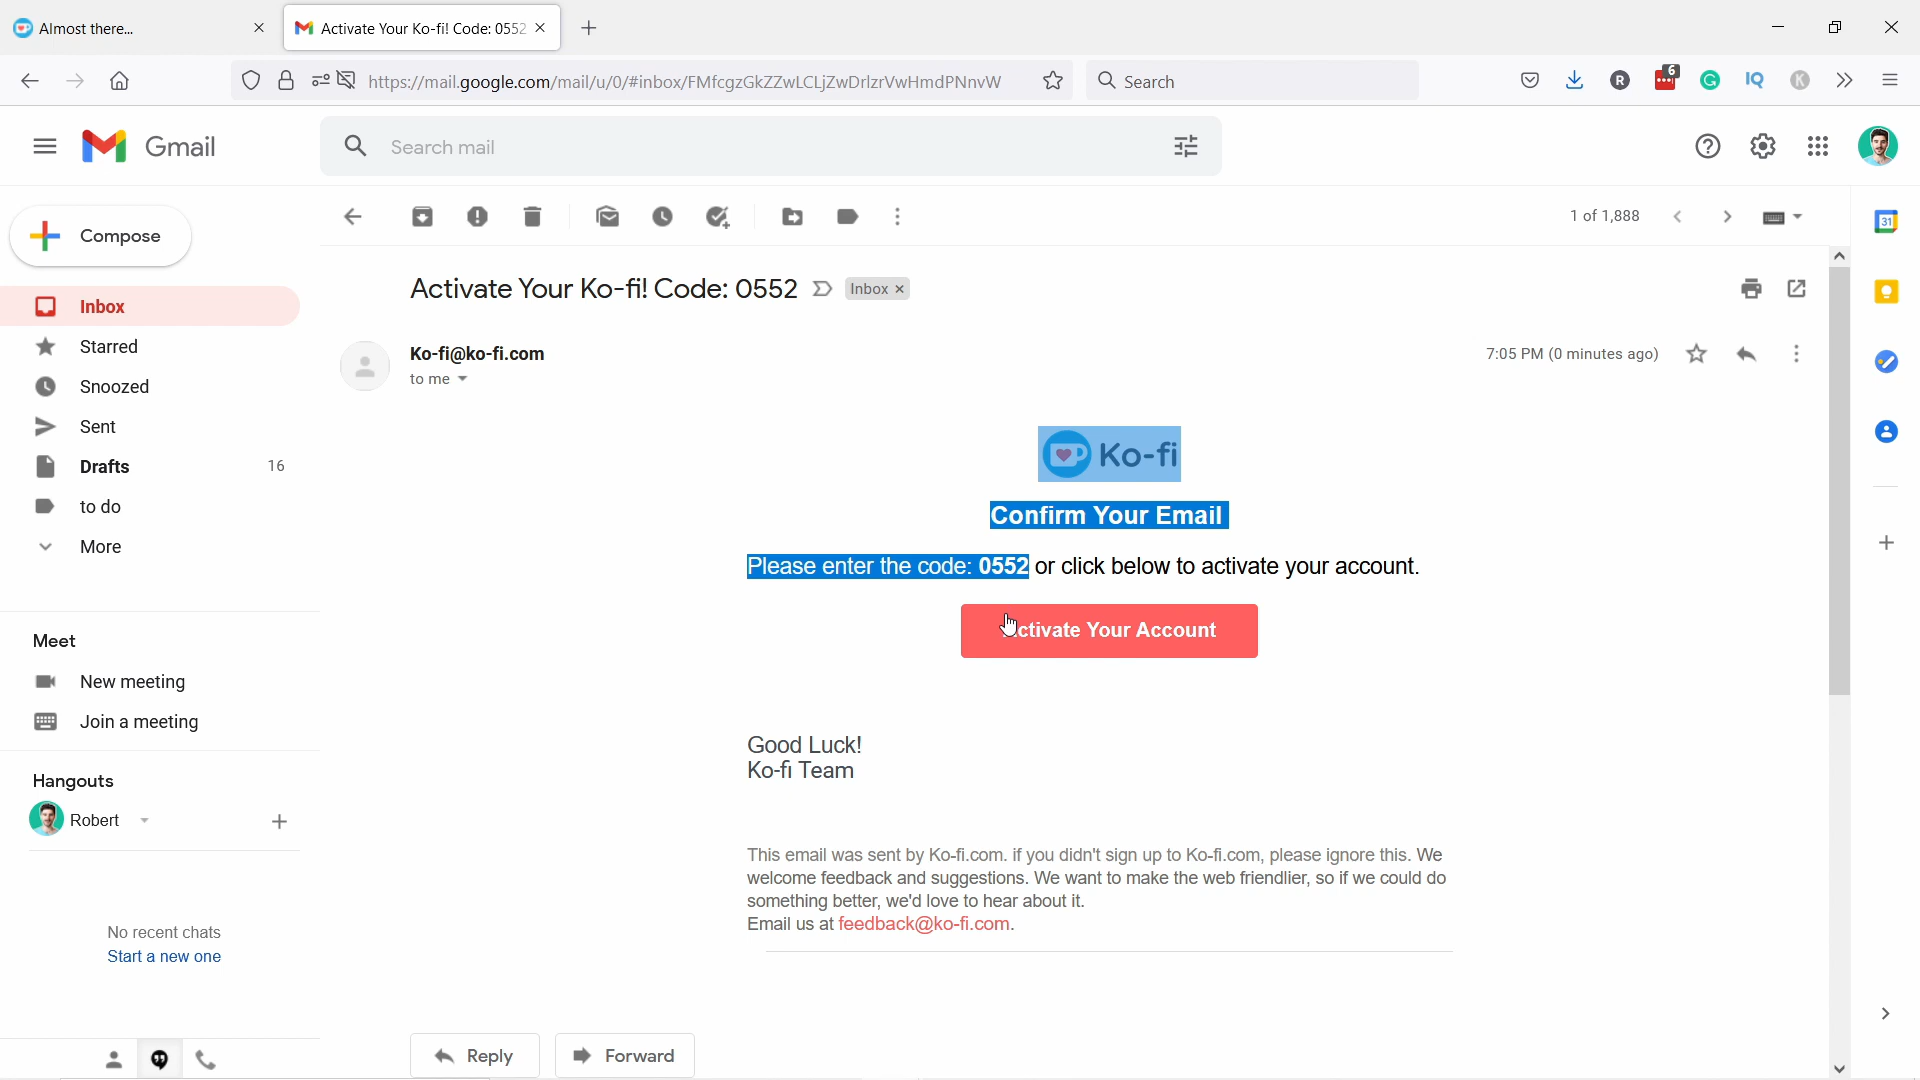 Almost there...
Activate Your Ko-fi! Code: 0552
https://mail.google.com/mail/u/0/#inbox/FMfcgzGkZZwLCLjZwDrlzrVwHmdPNnvW
Search
R
6
IQ
K
Gmail
Search mail
Compose
1 of 1,888
31
Activate Your Ko-fi! Code: 0552
Inbox ×
Inbox
Starred
Snoozed
Sent
Drafts 16
to do
More
Ko-fi@ko-fi.com
to me
7:05 PM (0 minutes ago)
Ko-fi
Confirm Your Email
Please enter the code: 0552 or click below to activate your account.
ctivate Your Account
Meet
New meeting
Join a meeting
Good Luck!
Ko-fi Team
Hangouts
Robert
This email was sent by Ko-fi.com. if you didn't sign up to Ko-fi.com, please ignore this. We
welcome feedback and suggestions. We want to make the web friendlier, so if we could do
something better, we'd love to hear about it.
Email us at feedback@ko-fi.com.
No recent chats
Start a new one
Reply
Forward